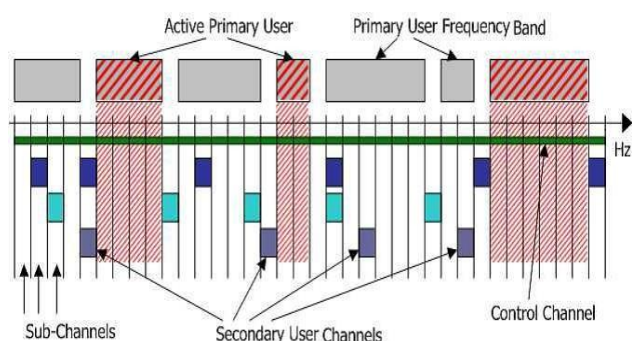 Active Primary User
Primary User Frequency Band
Hz
Sub-Channels
Secondary User Channels
Control Channel